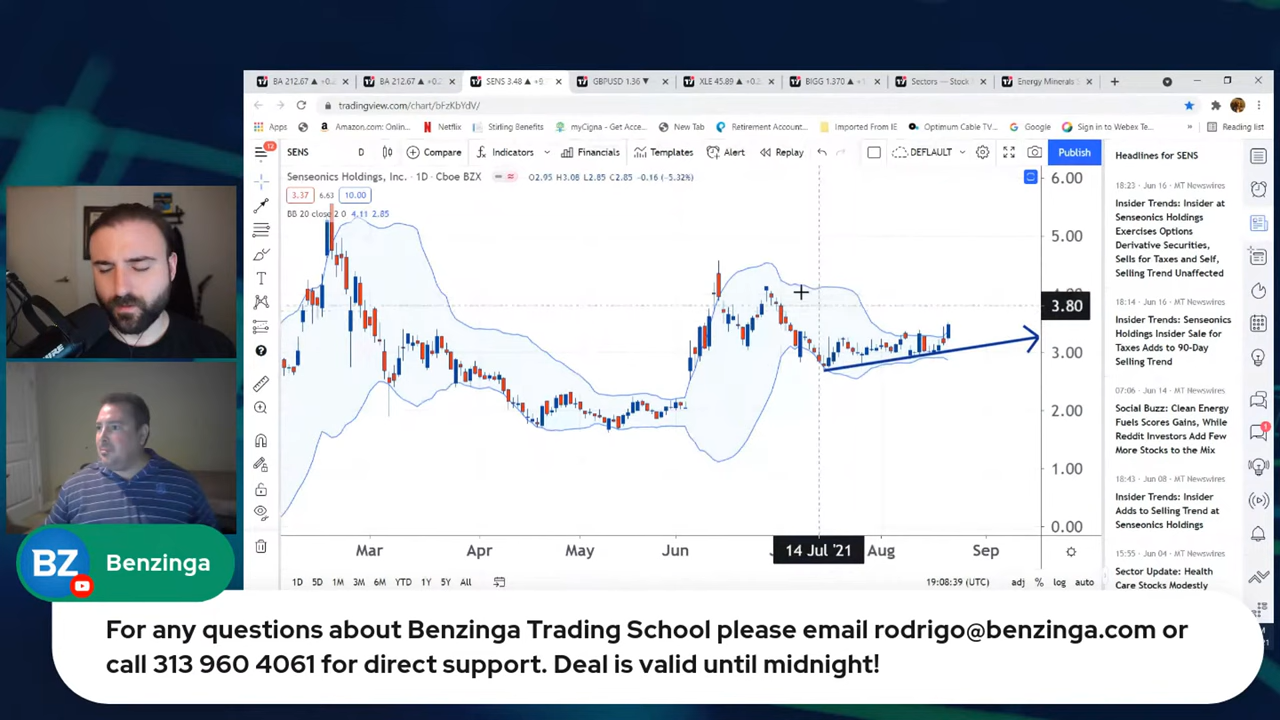 BA 212.67 ▲ +0.
BA 212.67 ▲ +0.
SENS 3.48 ▲ +9.
GBPUSD 1.36 ▼
XLE 45.89 ▲ +0.
BIGG 1.370 ▲ +
Sectors — Stock
Energy Minerals
tradingview.com/chart/bFzKbYdV/
Apps
Amazon.com: Onlin...
Netflix
Stirling Benefits
myCigna - Get Acce...
New Tab
Retirement Account...
Imported From IE
Optimum Cable TV...
Google
Sign in to Webex Te...
»
Reading list
12
SENS
D
Compare
Indicators
Financials
Templates
Alert
Replay
DEFLAULT
Publish
Senseonics Holdings, Inc. · 1D · Cboe BZX
O2.95 H3.08 L2.85 C2.85 -0.16 (-5.32%)
3.37 6.63 10.00
BB 20 close 2 0 4.11 2.85
6.00
5.00
3.80
3.00
2.00
1.00
0.00
Mar
Apr
May
Jun
14 Jul '21
Aug
Sep
1D 5D 1M 3M 6M YTD 1Y 5Y All
19:08:39 (UTC)
adj % log auto
Headlines for SENS
18:23 · Jun 16 · MT Newswires
Insider Trends: Insider at
Senseonics Holdings
Exercises Options
Derivative Securities,
Sells for Taxes and Self,
Selling Trend Unaffected
18:14 · Jun 16 · MT Newswires
Insider Trends: Senseonics
Holdings Insider Sale for
Taxes Adds to 90-Day
Selling Trend
07:06 · Jun 14 · MT Newswires
Social Buzz: Clean Energy
Fuels Scores Gains, While
Reddit Investors Add Few
More Stocks to the Mix
18:43 · Jun 08 · MT Newswires
Insider Trends: Insider
Adds to Selling Trend at
Senseonics Holdings
15:55 · Jun 04 · MT Newswires
Sector Update: Health
Care Stocks Modestly
1
BZ
Benzinga
For any questions about Benzinga Trading School please email rodrigo@benzinga.com or
call 313 960 4061 for direct support. Deal is valid until midnight!